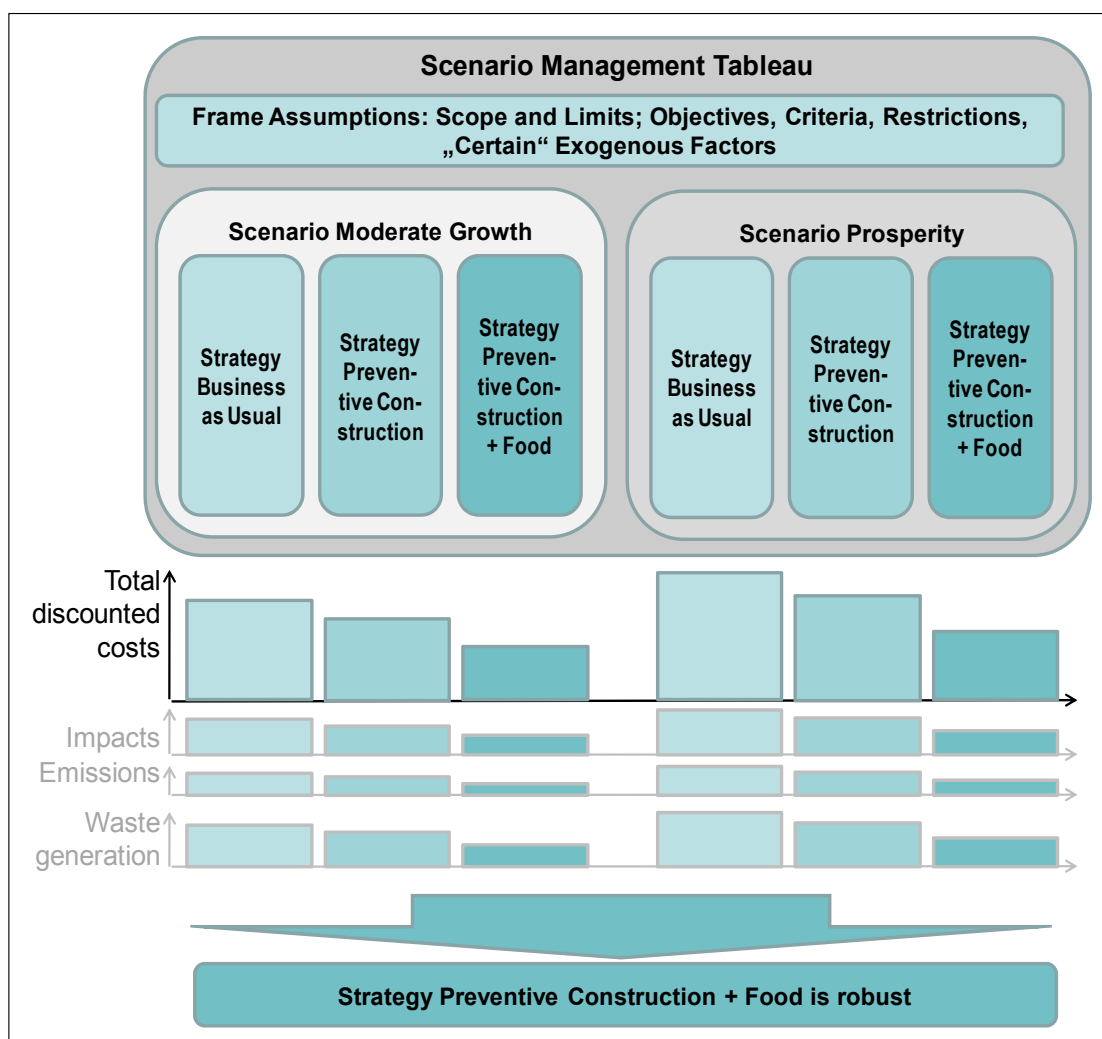 Scenario Management Tableau
Frame Assumptions: Scope and Limits; Objectives, Criteria, Restrictions,
„Certain“ Exogenous Factors
Scenario Moderate Growth
Strategy
Business
as Usual
Strategy
Preven-
tive Con-
struction
Strategy
Preven-
tive Con-
struction
+ Food
Scenario Prosperity
Strategy
Business
as Usual
Strategy
Preven-
tive Con-
struction
Strategy
Preven-
tive Con-
struction
+ Food
Total
discounted
costs
Impacts
Emissions
Waste
generation
Strategy Preventive Construction + Food is robust